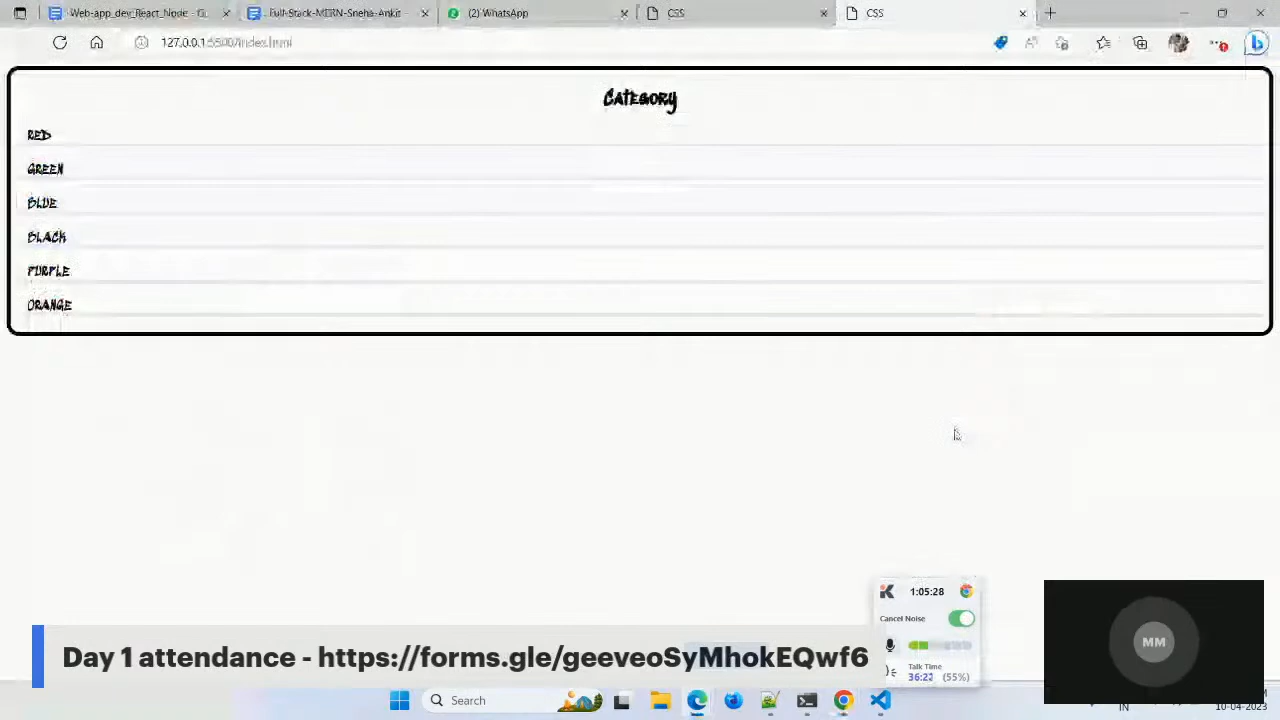 Web-app_dev_React_Node - G
Full-Stack-MERN-Sneha-Ankit
(2) WhatsApp
CSS
CSS
127.0.0.1:5500/index.html
Category
RED
GREEN
BLUE
BLACK
PURPLE
ORANGE
1:05:28
Cancel Noise
Talk Time
36:22 (55%)
Day 1 attendance - https://forms.gle/geeveoSyMhokEQwf6
MM
Search
IN
10-04-2023